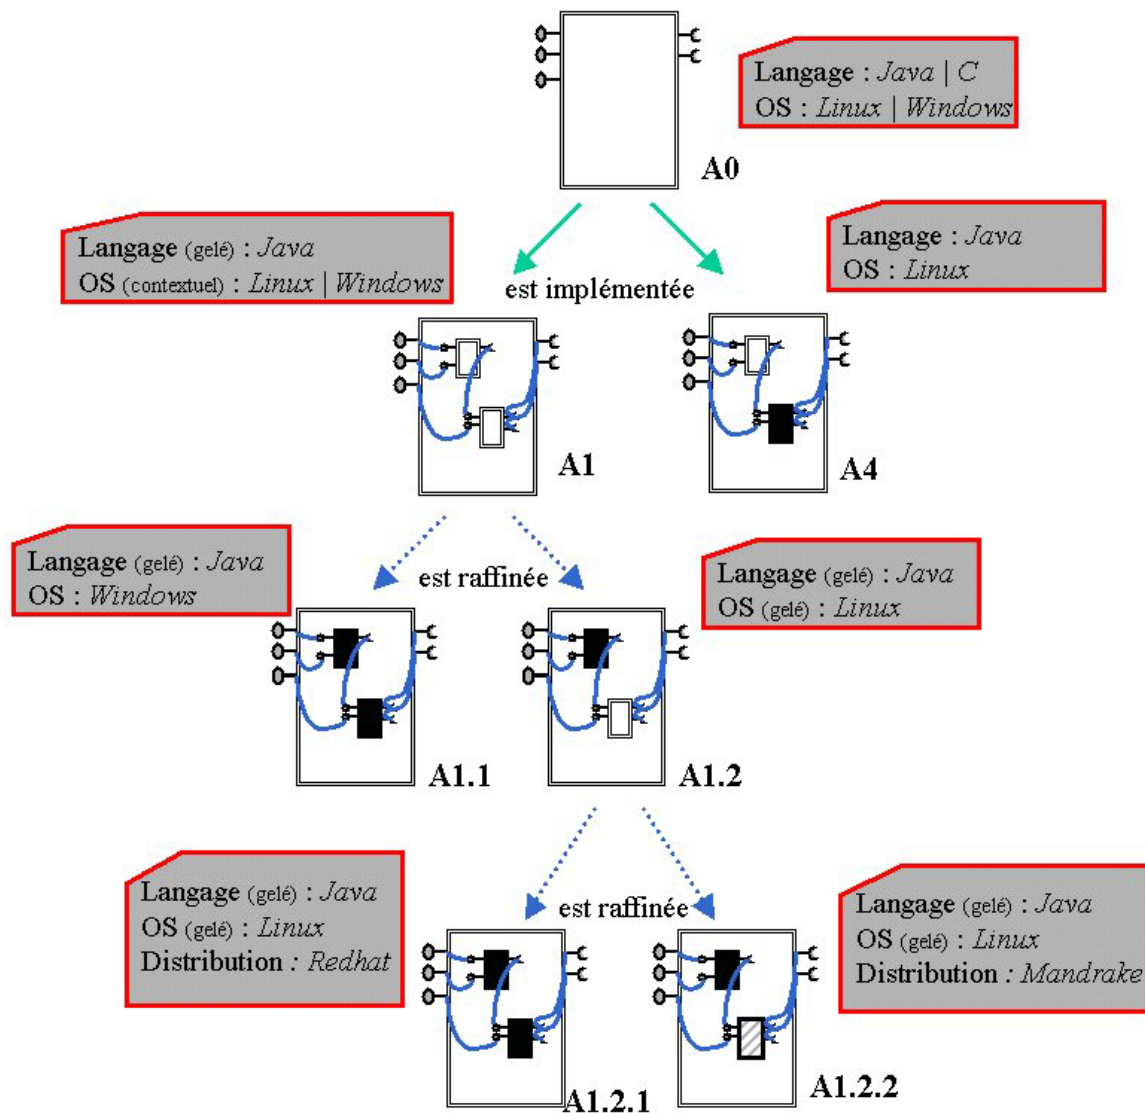 Langage : Java | C
OS : Linux | Windows
A0
Langage (gelé) : Java
OS (contextuel) : Linux | Windows
Langage : Java
OS : Linux
est implémentée
A1
A4
Langage (gelé) : Java
OS : Windows
est raffinée
Langage (gelé) : Java
OS (gelé) : Linux
A1.1
A1.2
Langage (gelé) : Java
OS (gelé) : Linux
Distribution : Redhat
est raffinée
Langage (gelé) : Java
OS (gelé) : Linux
Distribution : Mandrake
A1.2.1
A1.2.2